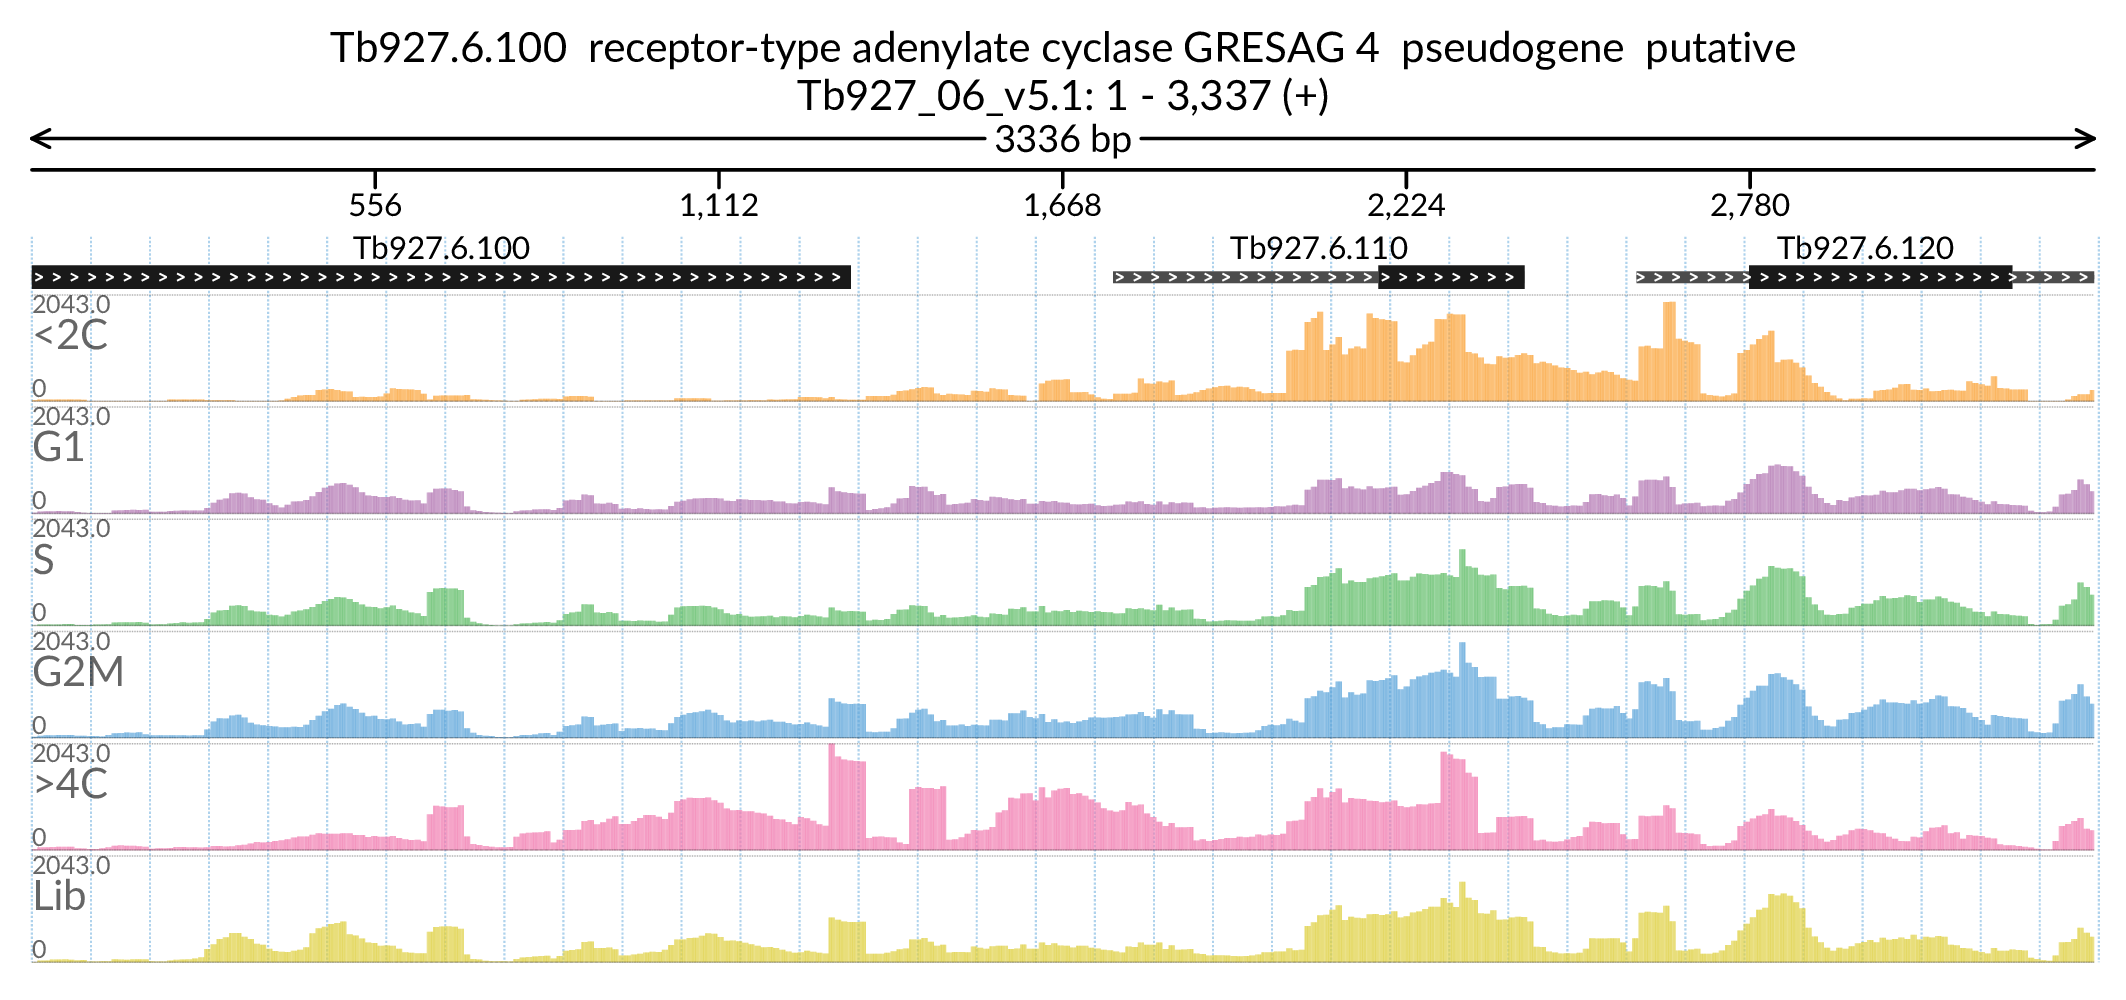 Tb927.6.100 receptor-type adenylate cyclase GRESAG 4 pseudogene putative
Tb927_06_v5.1: 1 - 3,337 (+)
3336 bp
556 1,112 1,668 2,224 2,780
Tb927.6.100 Tb927.6.110 Tb927.6.120
2043.0
<2C
0
2043.0
G1
0
2043.0
S
0
2043.0
G2M
0
2043.0
>4C
0
2043.0
Lib
0